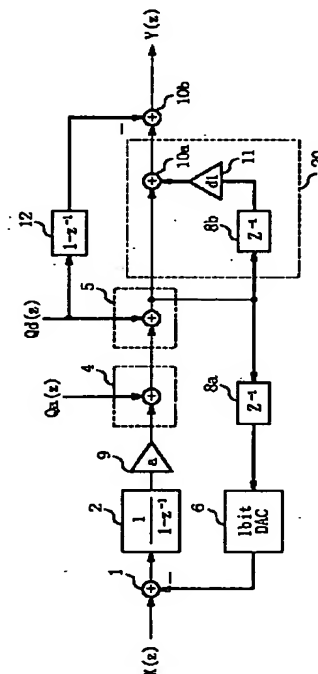 12
1-z⁻¹
Qd(z)
−
Y(z)
10b
5
10a
Qa(z)
4
d1
11
9
a
8b
Z⁻¹
2
1
1-z⁻¹
8a
Z⁻¹
1
X(z)
−
6
1bit
DAC